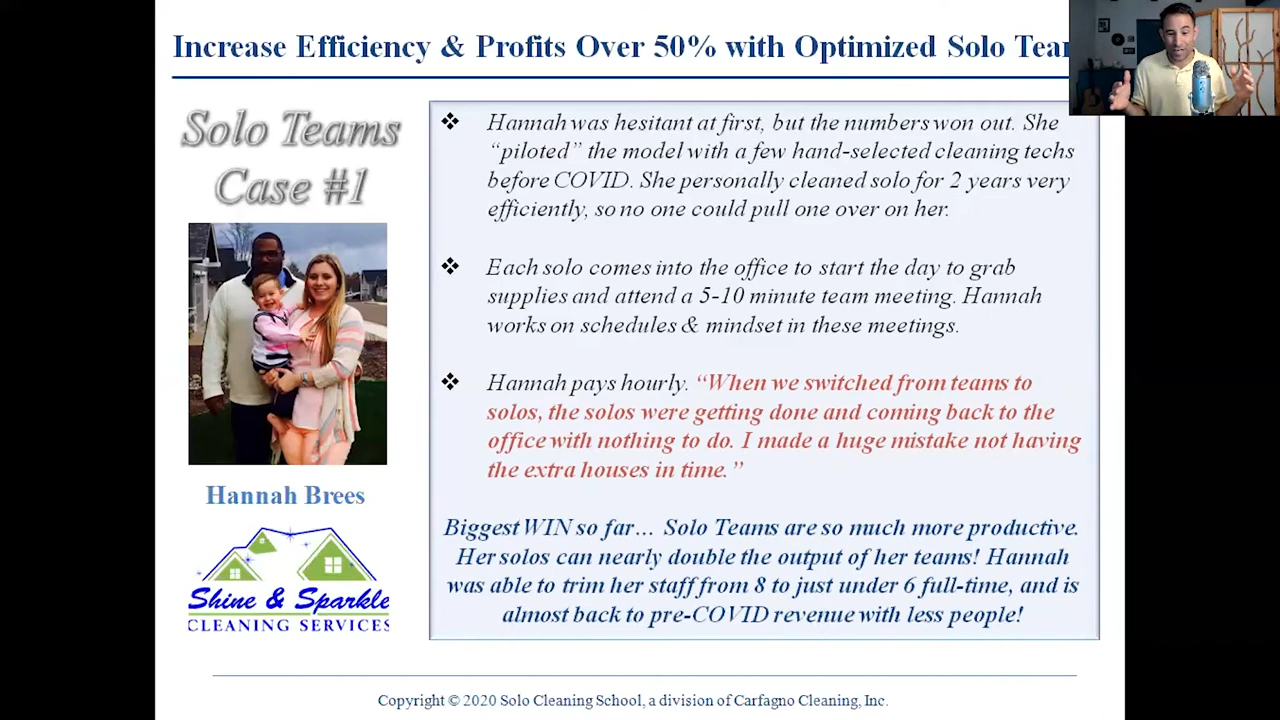 Increase Efficiency & Profits Over 50% with Optimized Solo
Solo Teams
Case #1
Hannah Brees
Shine & Sparkle
CLEANING SERVICES
Hannah was hesitant at first, but the numbers won out. She
“piloted” the model with a few hand-selected cleaning techs
before COVID. She personally cleaned solo for 2 years very
efficiently, so no one could pull one over on her.
Each solo comes into the office to start the day to grab
supplies and attend a 5-10 minute team meeting. Hannah
works on schedules & mindset in these meetings.
Hannah pays hourly. “When we switched from teams to
solos, the solos were getting done and coming back to the
office with nothing to do. I made a huge mistake not having
the extra houses in time.”
Biggest WIN so far… Solo Teams are so much more productive.
Her solos can nearly double the output of her teams! Hannah
was able to trim her staff from 8 to just under 6 full-time, and is
almost back to pre-COVID revenue with less people!
Copyright © 2020 Solo Cleaning School, a division of Carfagno Cleaning, Inc.